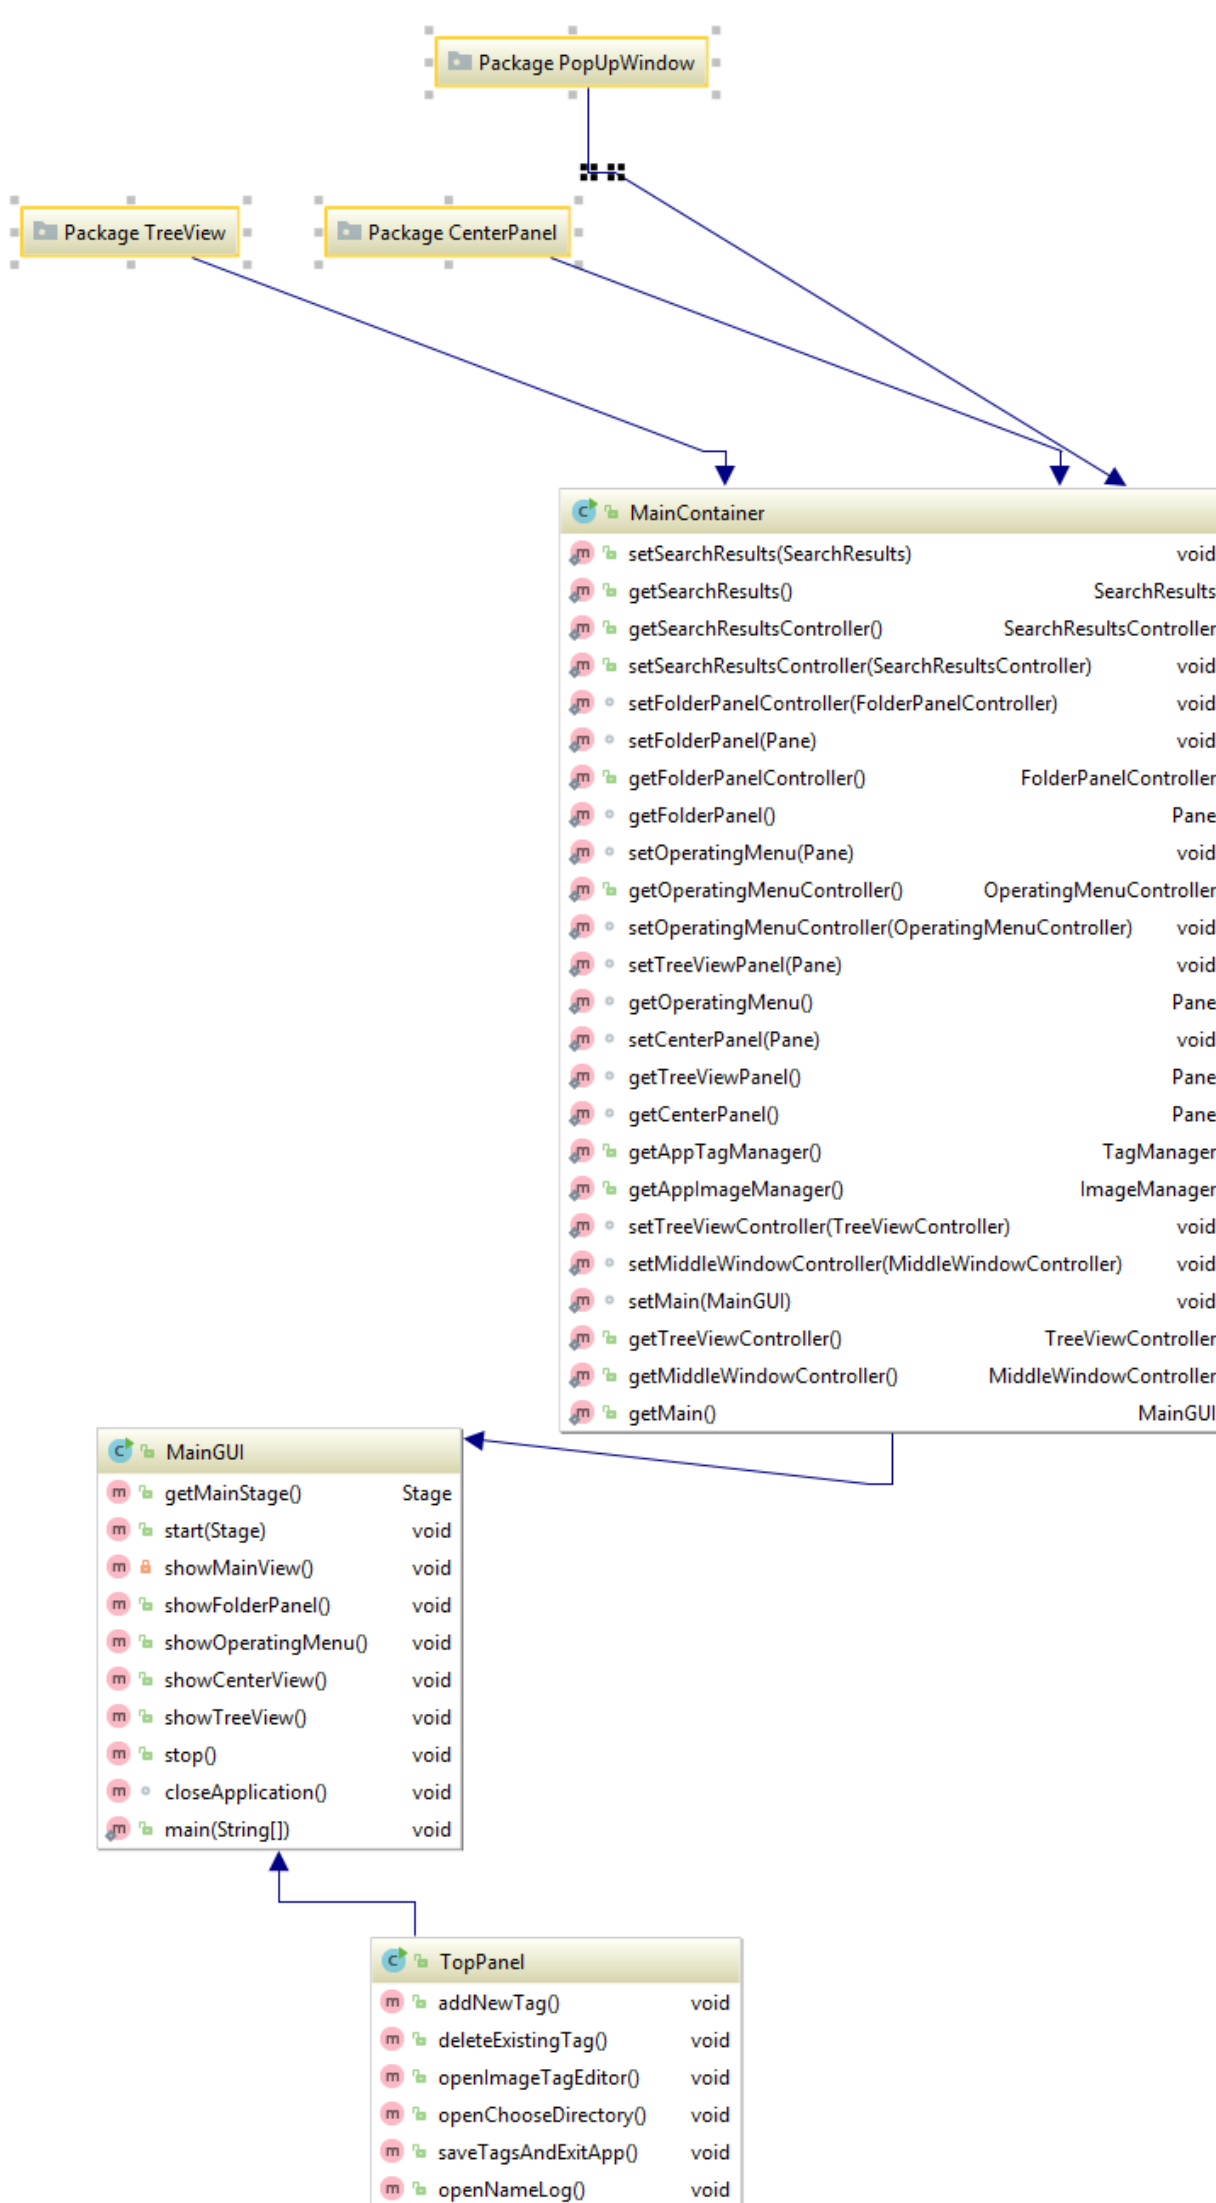 Package PopUpWindow
Package TreeView
Package CenterPanel
MainContainer
setSearchResults(SearchResults) void
getSearchResults() SearchResults
getSearchResultsController() SearchResultsController
setSearchResultsController(SearchResultsController) void
setFolderPanelController(FolderPanelController) void
setFolderPanel(Pane) void
getFolderPanelController() FolderPanelController
getFolderPanel() Pane
setOperatingMenu(Pane) void
getOperatingMenuController() OperatingMenuController
setOperatingMenuController(OperatingMenuController) void
setTreeViewPanel(Pane) void
getOperatingMenu() Pane
setCenterPanel(Pane) void
getTreeViewPanel() Pane
getCenterPanel() Pane
getAppTagManager() TagManager
getAppImageManager() ImageManager
setTreeViewController(TreeViewController) void
setMiddleWindowController(MiddleWindowController) void
setMain(MainGUI) void
getTreeViewController() TreeViewController
getMiddleWindowController() MiddleWindowController
getMain() MainGUI
MainGUI
getMainStage() Stage
start(Stage) void
showMainView() void
showFolderPanel() void
showOperatingMenu() void
showCenterView() void
showTreeView() void
stop() void
closeApplication() void
main(String[]) void
TopPanel
addNewTag() void
deleteExistingTag() void
openImageTagEditor() void
openChooseDirectory() void
saveTagsAndExitApp() void
openNameLog() void